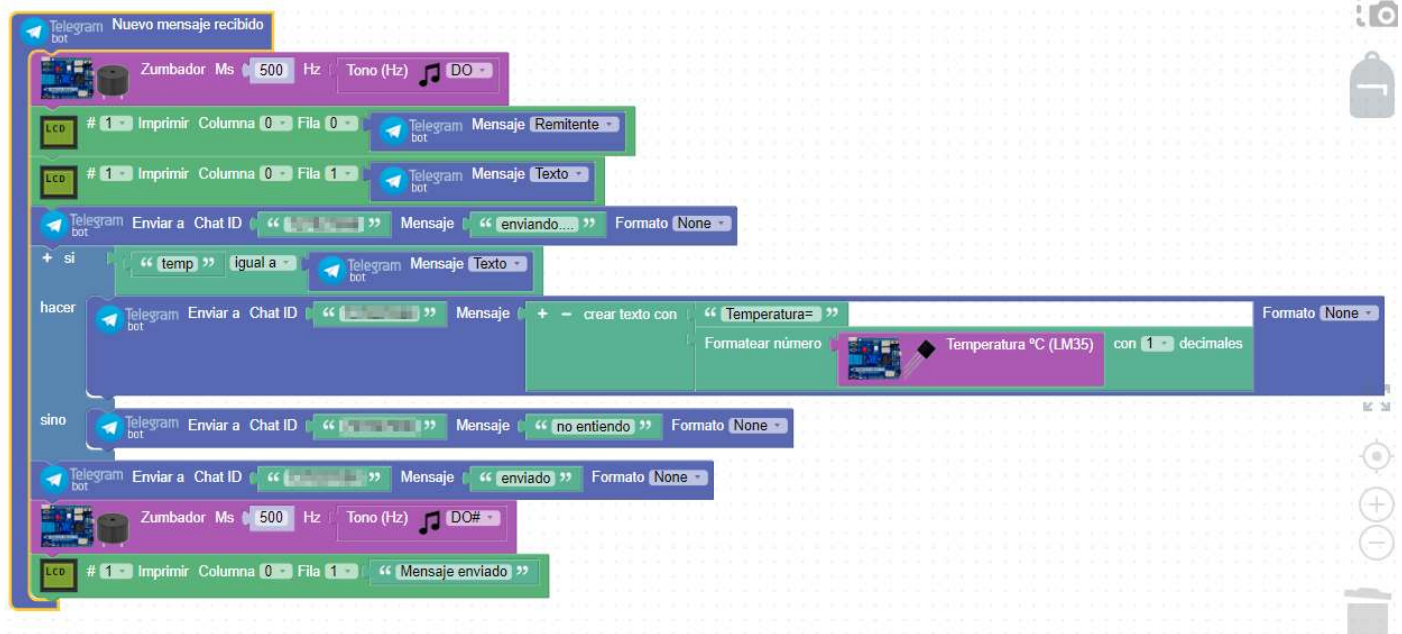 Telegram bot Nuevo mensaje recibido
Zumbador Ms 500 Hz Tono (Hz) DO
LCD # 1 Imprimir Columna 0 Fila 0 Telegram bot Mensaje Remitente
LCD # 1 Imprimir Columna 0 Fila 1 Telegram bot Mensaje Texto
Telegram bot Enviar a Chat ID “ ” Mensaje “ enviando.... ” Formato None
+ si “ temp ” igual a Telegram bot Mensaje Texto
hacer Telegram bot Enviar a Chat ID “ ” Mensaje + − crear texto con “ Temperatura= ” Formato None
Formatear número Temperatura ºC (LM35) con 1 decimales
sino Telegram bot Enviar a Chat ID “ ” Mensaje “ no entiendo ” Formato None
Telegram bot Enviar a Chat ID “ ” Mensaje “ enviado ” Formato None
Zumbador Ms 500 Hz Tono (Hz) DO#
LCD # 1 Imprimir Columna 0 Fila 1 “ Mensaje enviado ”